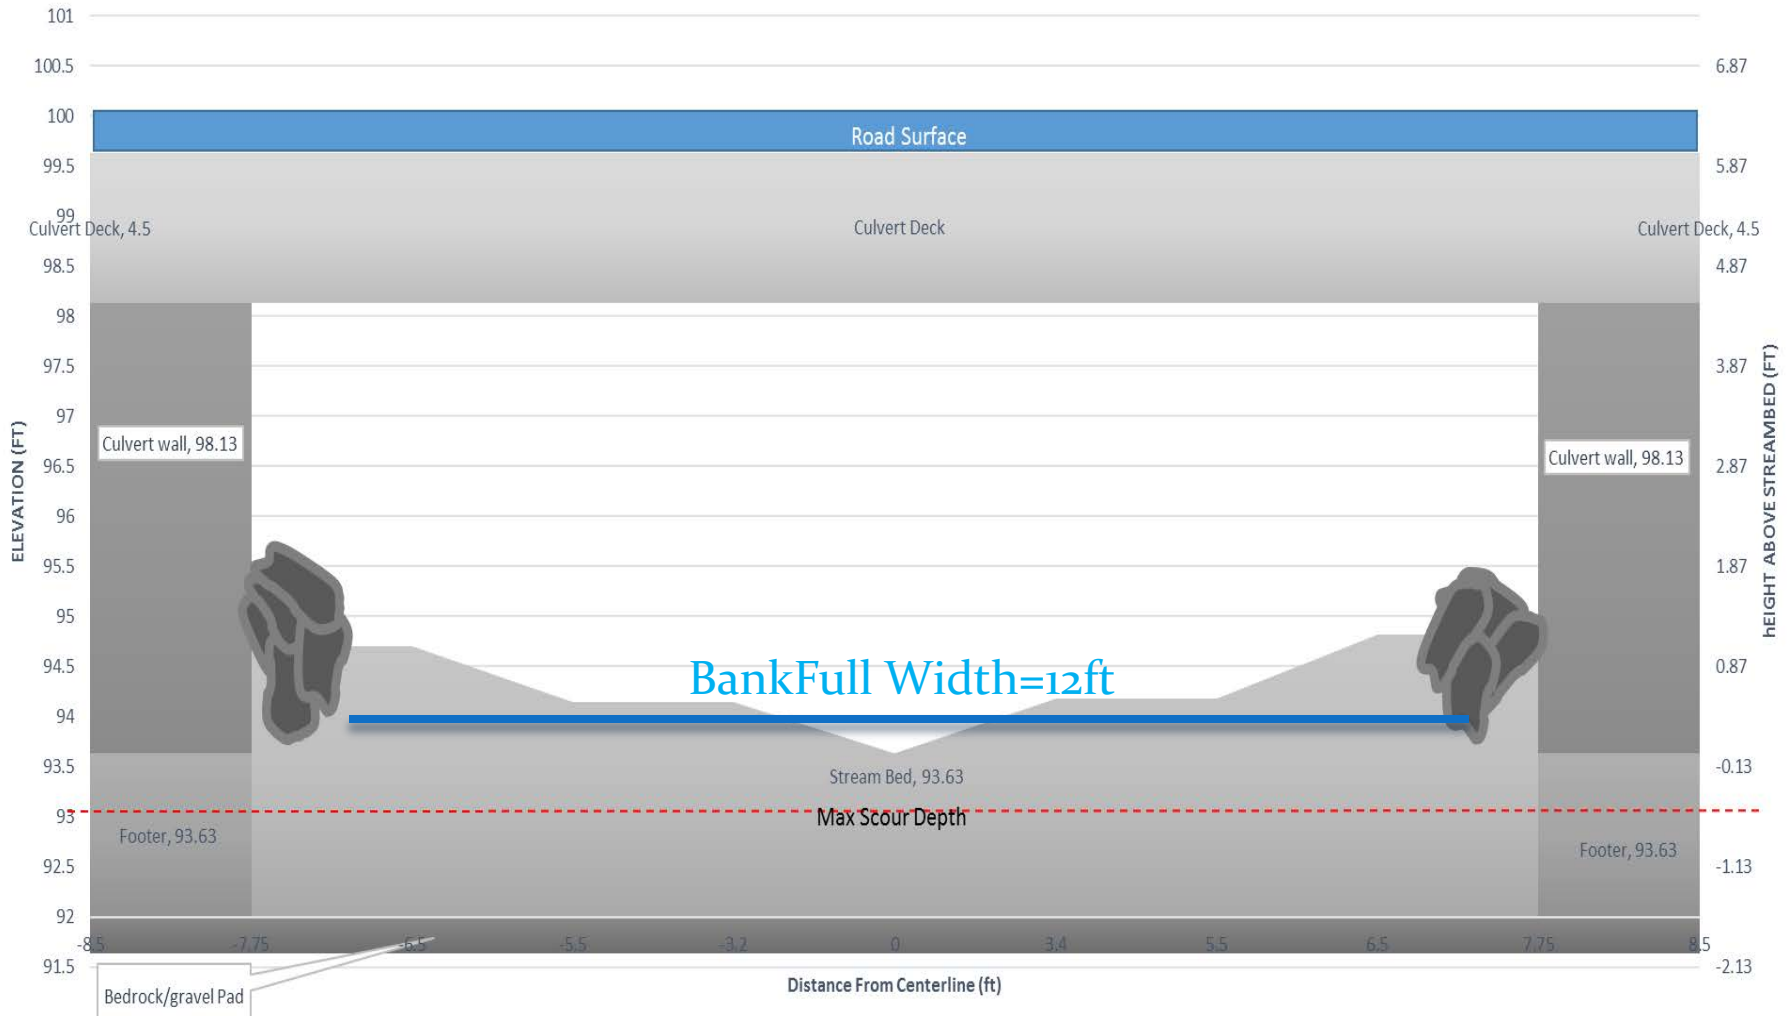 101
100.5
6.87
100
Road Surface
99.5
5.87
99
Culvert Deck, 4.5
Culvert Deck
Culvert Deck, 4.5
98.5
4.87
98
97.5
3.87
97
Culvert wall, 98.13
Culvert wall, 98.13
96.5
2.87
96
ELEVATION (FT)
hEIGHT ABOVE STREAMBED (FT)
95.5
1.87
95
94.5
0.87
BankFull Width=12ft
94
93.5
-0.13
Stream Bed, 93.63
93
Max Scour Depth
Footer, 93.63
Footer, 93.63
92.5
-1.13
92
-8.5 -7.75 -6.5 -5.5 -3.2 0 3.4 5.5 6.5 7.75 8.5
91.5
-2.13
Distance From Centerline (ft)
Bedrock/gravel Pad